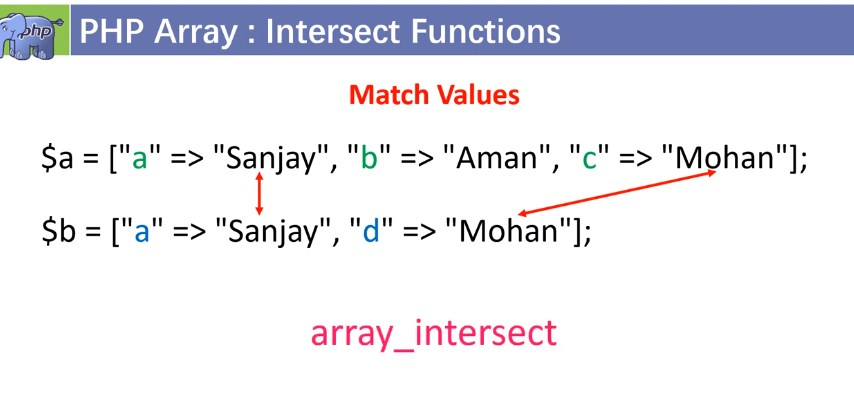 php
PHP Array : Intersect Functions
Match Values
$a = ["a" => "Sanjay", "b" => "Aman", "c" => "Mohan"];
$b = ["a" => "Sanjay", "d" => "Mohan"];
array_intersect